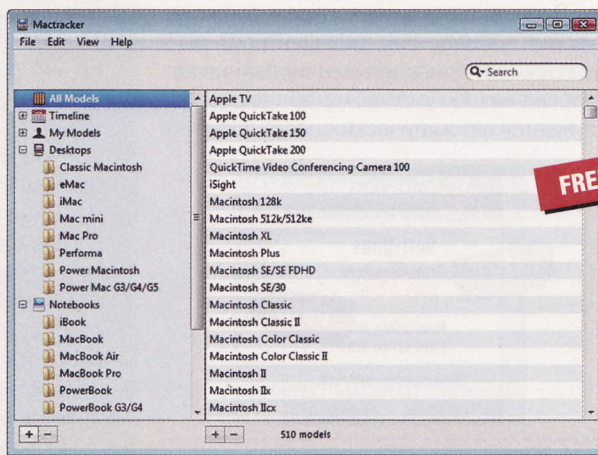 Mactracker
File Edit View Help
Search
All Models
Timeline
My Models
Desktops
Classic Macintosh
eMac
iMac
Mac mini
Mac Pro
Performa
Power Macintosh
Power Mac G3/G4/G5
Notebooks
iBook
MacBook
MacBook Air
MacBook Pro
PowerBook
PowerBook G3/G4
Apple TV
Apple QuickTake 100
Apple QuickTake 150
Apple QuickTake 200
QuickTime Video Conferencing Camera 100
iSight
Macintosh 128k
Macintosh 512k/512ke
Macintosh XL
Macintosh Plus
Macintosh SE/SE FDHD
Macintosh SE/30
Macintosh Classic
Macintosh Classic II
Macintosh Color Classic
Macintosh Color Classic II
Macintosh II
Macintosh IIx
Macintosh IIcx
510 models